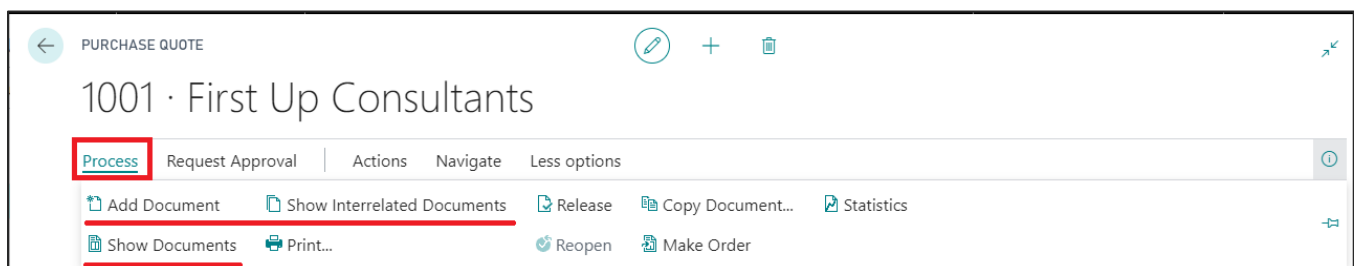 PURCHASE QUOTE
1001 · First Up Consultants
Process Request Approval Actions Navigate Less options
Add Document Show Interrelated Documents Release Copy Document... Statistics
Show Documents Print... Reopen Make Order